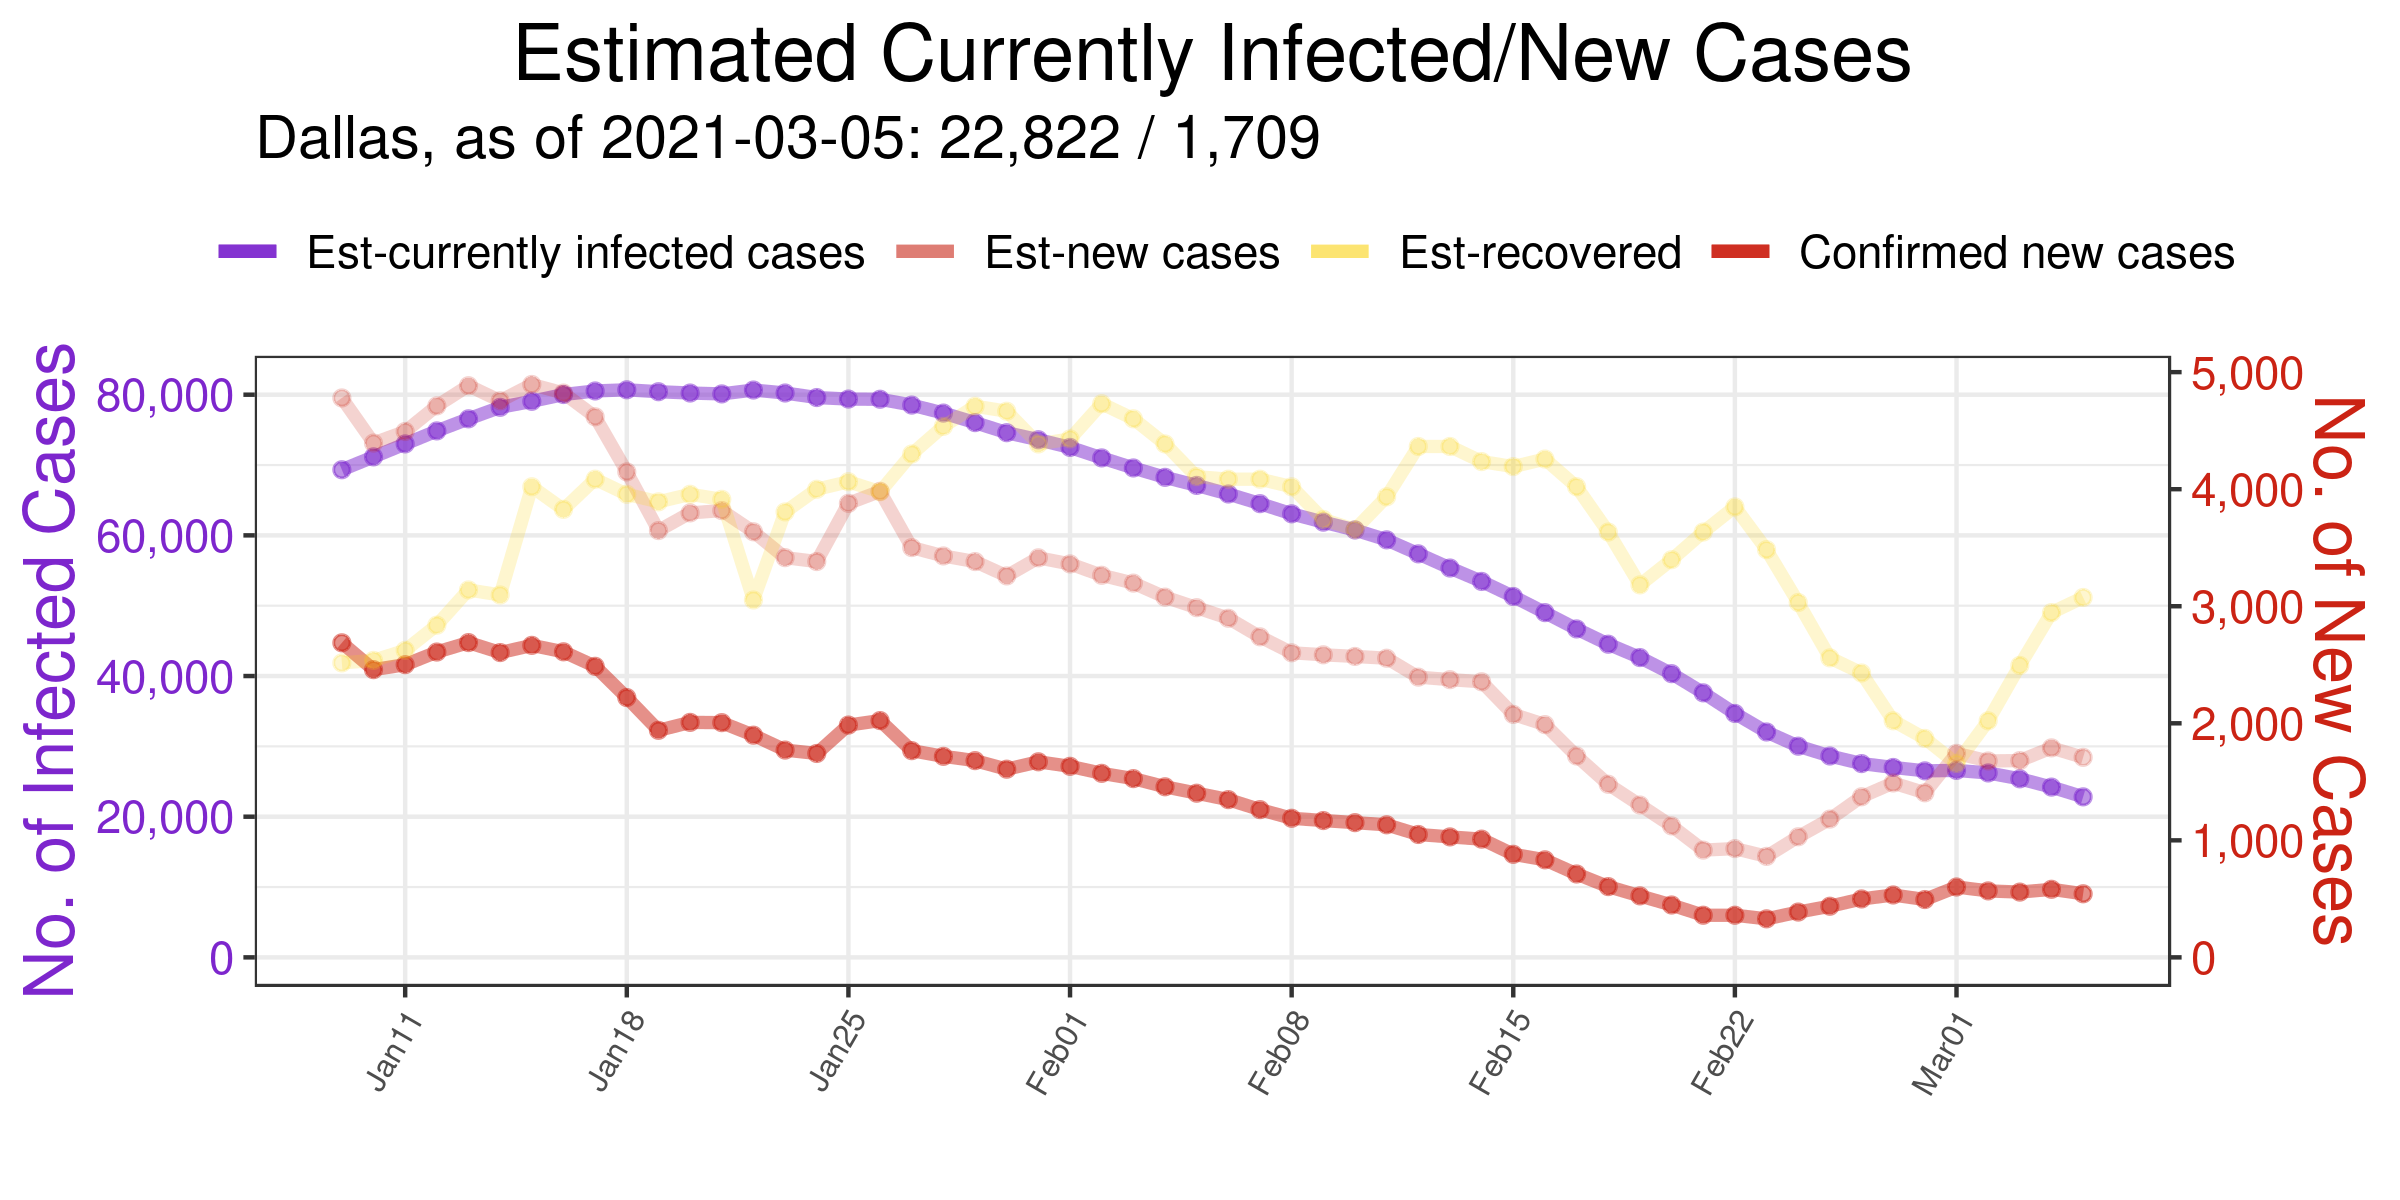 Estimated Currently Infected/New Cases
Dallas, as of 2021-03-05: 22,822 / 1,709
Est-currently infected cases Est-new cases Est-recovered Confirmed new cases
No. of Infected Cases
80,000
60,000
40,000
20,000
0
5,000
4,000
3,000
2,000
1,000
0
No. of New Cases
Jan11 Jan18 Jan25 Feb01 Feb08 Feb15 Feb22 Mar01